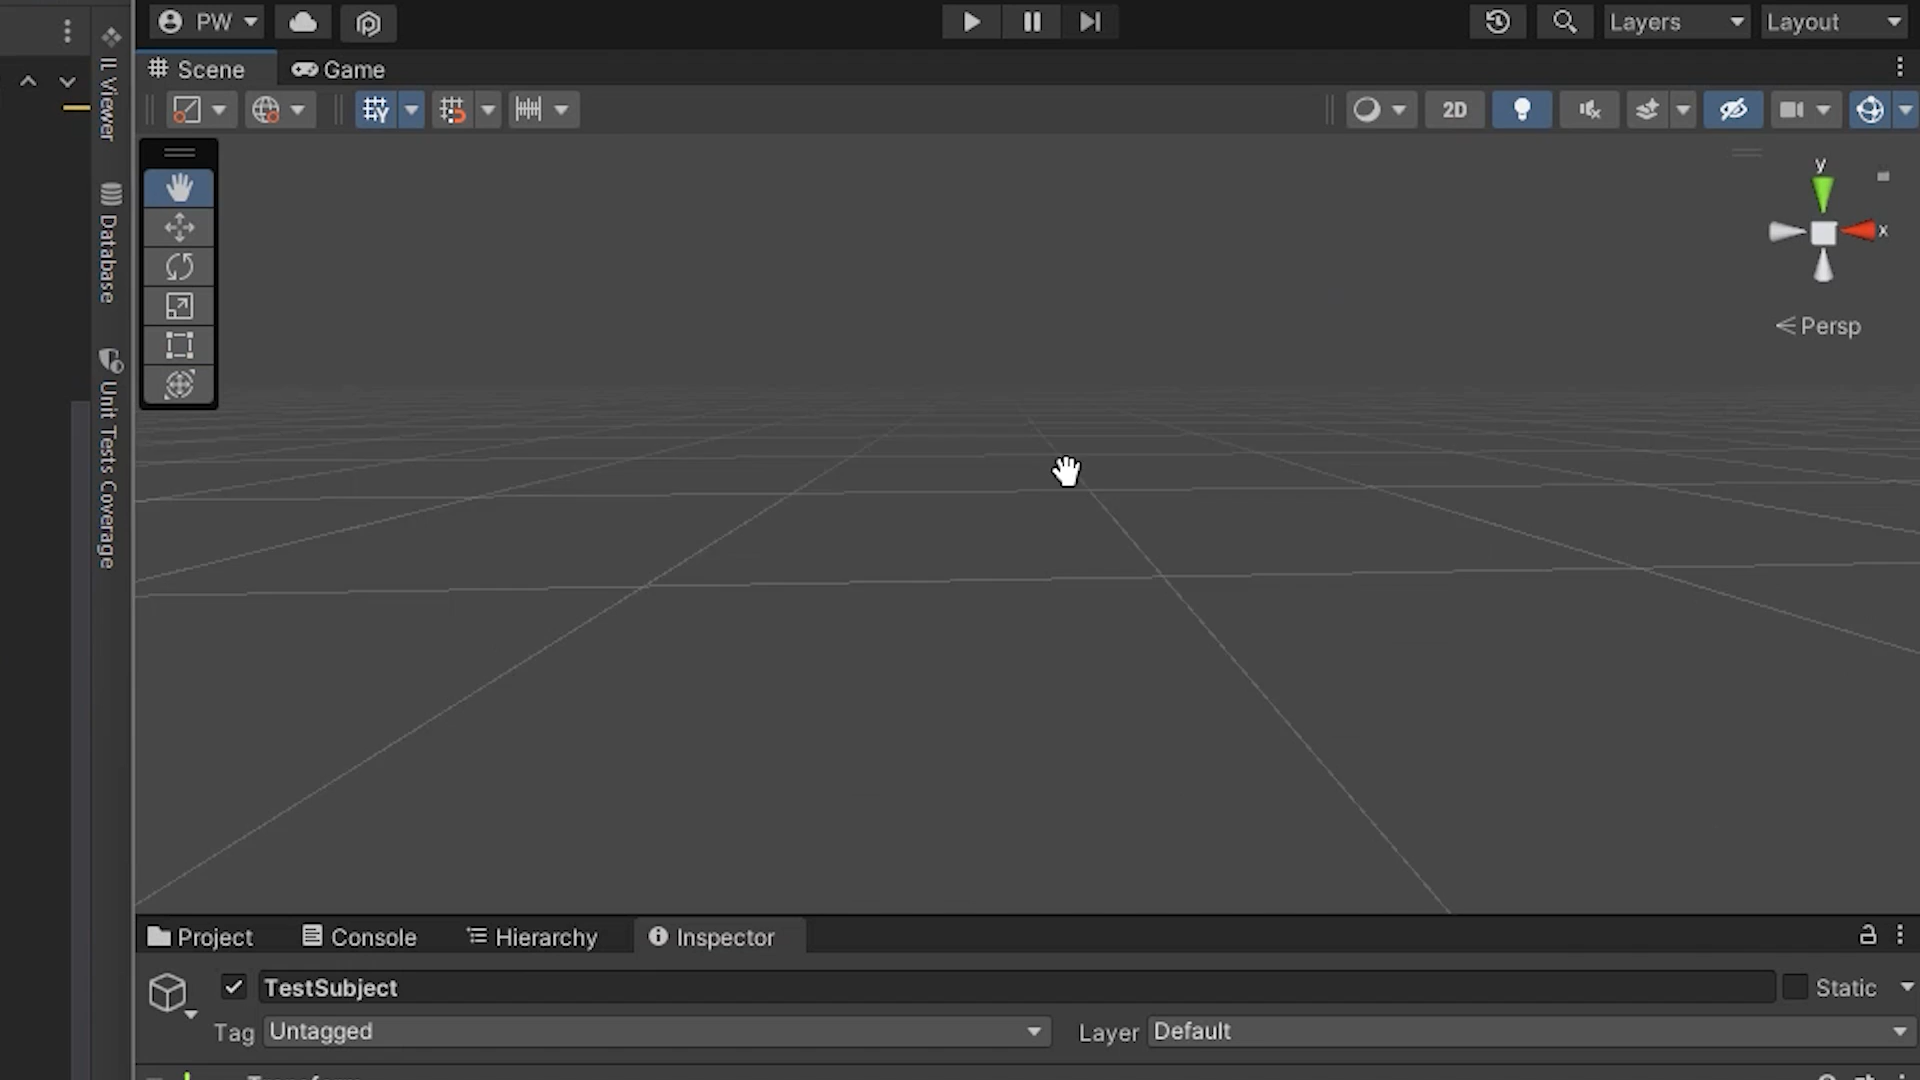 PW
Layers
Layout
IL Viewer
Scene
Game
2D
y
x
Persp
Database
Unit Tests Coverage
Project
Console
Hierarchy
Inspector
TestSubject
Static
Tag
Untagged
Layer
Default